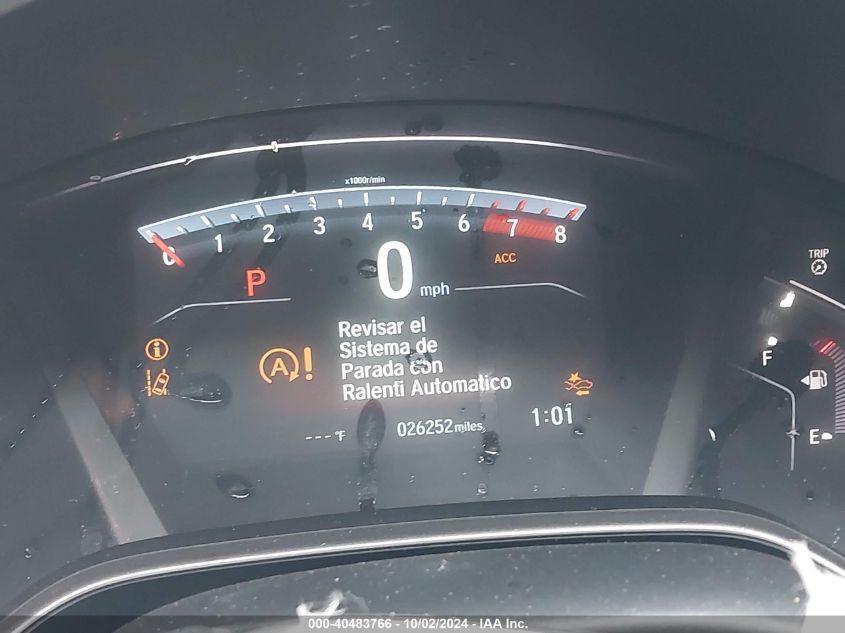 x1000r/min
0 1 2 3 4 5 6 7 8
TRIP
P
0 mph
ACC
Revisar el
Sistema de
Parada con
Ralenti Automatico
A!
F
E
---°F
026252 miles
1:01
000-40483766 - 10/02/2024 - IAA Inc.